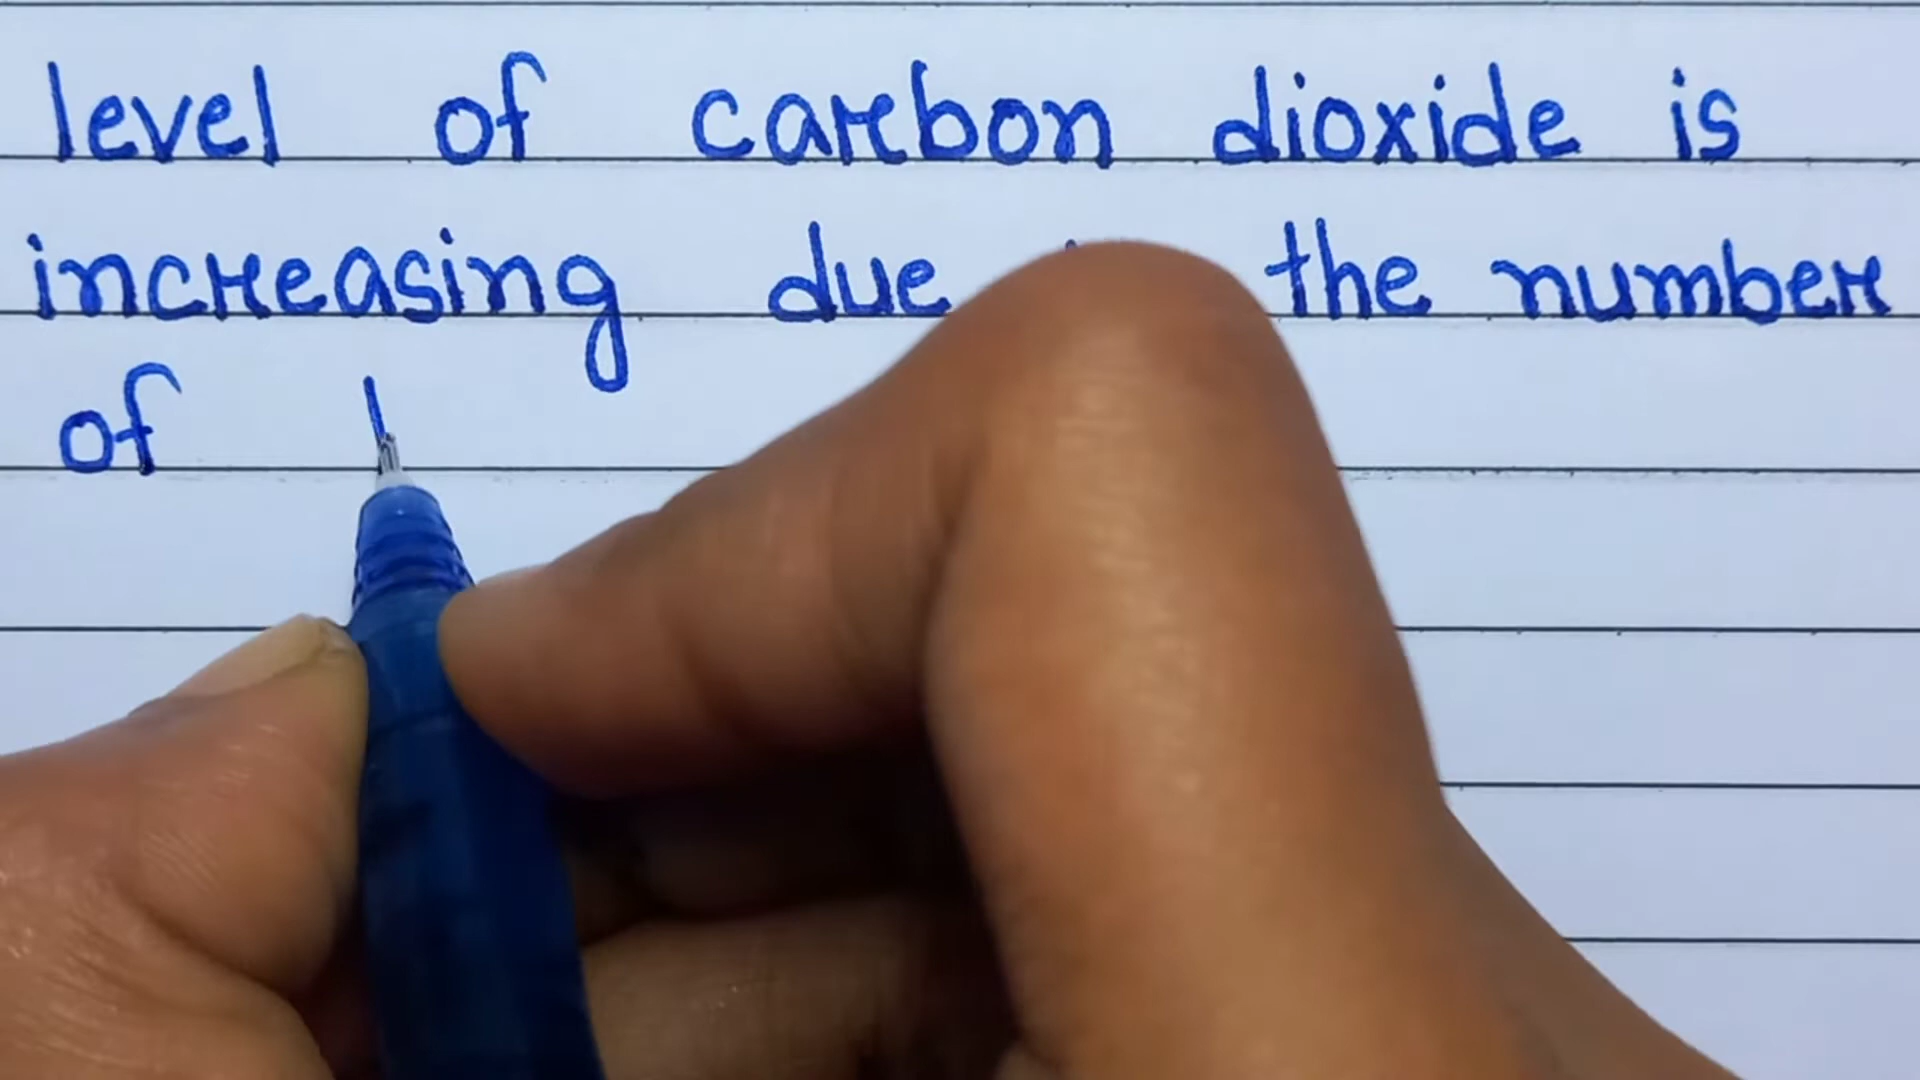 level of carbon dioxide is
increasing due the number
of